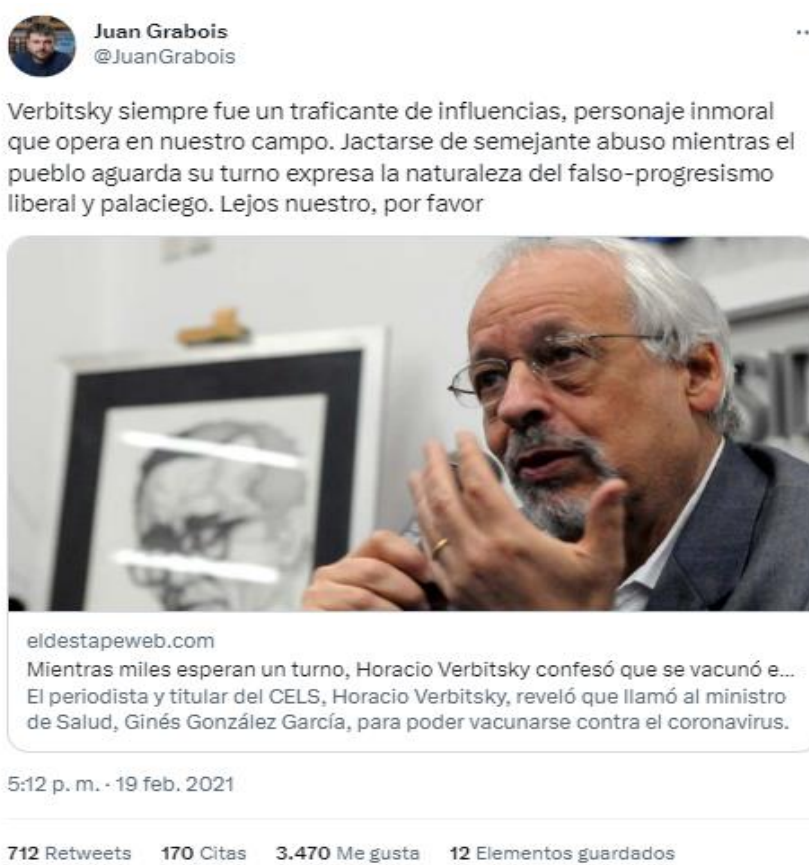 Juan Grabois
@JuanGrabois
Verbitsky siempre fue un traficante de influencias, personaje inmoral
que opera en nuestro campo. Jactarse de semejante abuso mientras el
pueblo aguarda su turno expresa la naturaleza del falso-progresismo
liberal y palaciego. Lejos nuestro, por favor
eldestapeweb.com
Mientras miles esperan un turno, Horacio Verbitsky confesó que se vacunó e...
El periodista y titular del CELS, Horacio Verbitsky, reveló que llamó al ministro
de Salud, Ginés González García, para poder vacunarse contra el coronavirus.
5:12 p. m. · 19 feb. 2021
712 Retweets 170 Citas 3.470 Me gusta 12 Elementos guardados